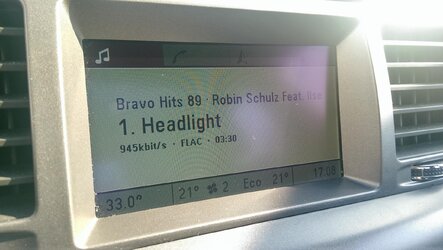 Bravo Hits 89 · Robin Schulz Feat. Ilse
1. Headlight
945kbit/s · FLAC · 03:30
33.0° 21° 2 Eco 21° 17:08